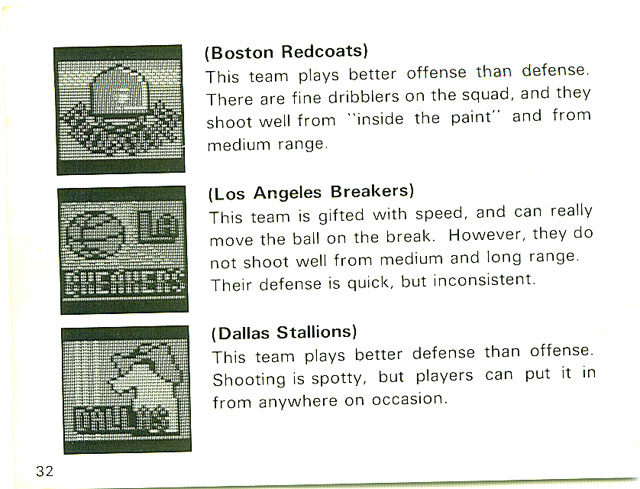 (Boston Redcoats)
This team plays better offense than defense.
There are fine dribblers on the squad, and they
shoot well from ``inside the paint'' and from
medium range.
LA
BREAKERS
(Los Angeles Breakers)
This team is gifted with speed, and can really
move the ball on the break. However, they do
not shoot well from medium and long range.
Their defense is quick, but inconsistent.
DALLAS
(Dallas Stallions)
This team plays better defense than offense.
Shooting is spotty, but players can put it in
from anywhere on occasion.
32